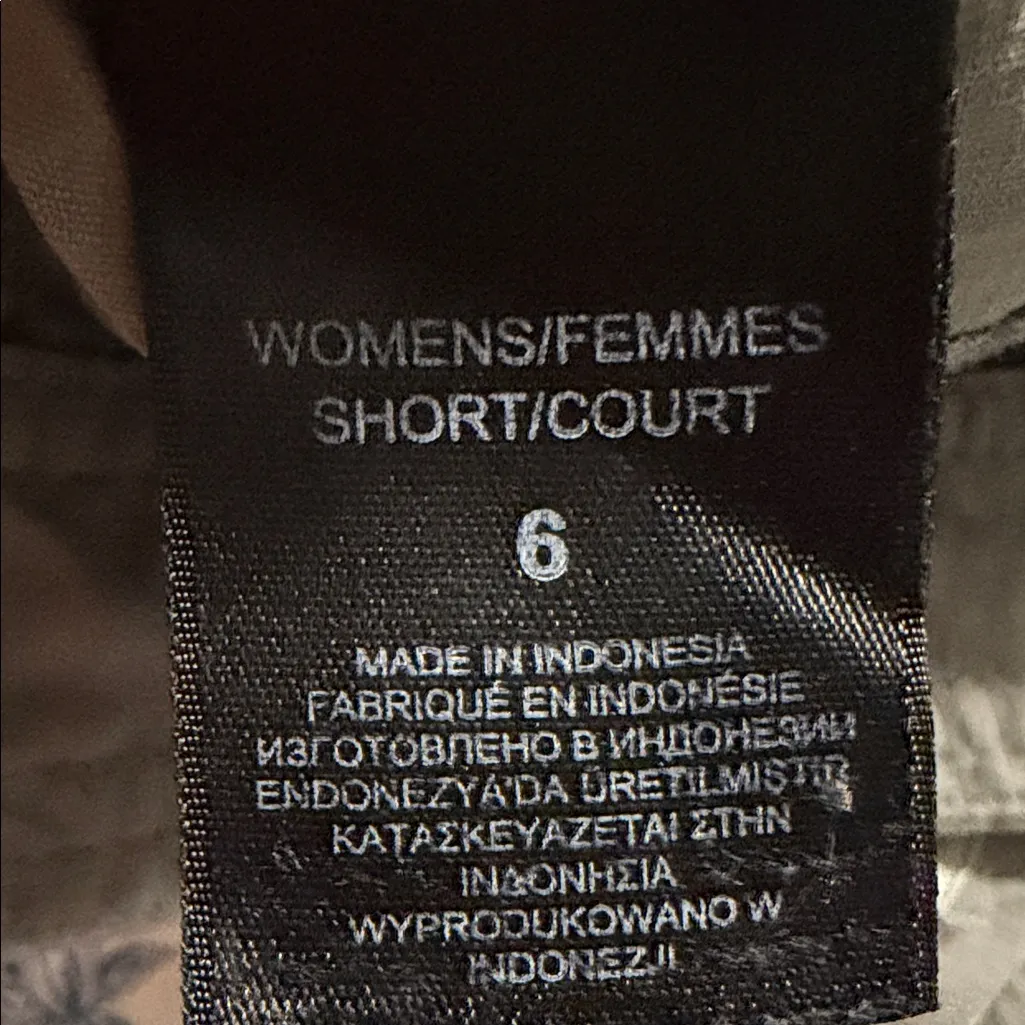 WOMENS/FEMMES
SHORT/COURT
6
MADE IN INDONESIA
FABRIQUÉ EN INDONÉSIE
ИЗГОТОВЛЕНО В ИНДОНЕЗИИ
ENDONEZYA'DA ÜRETILMIŞTIR
ΚΑΤΑΣΚΕΥΑΖΕΤΑΙ ΣΤΗΝ
ΙΝΔΟΝΗΣΙΑ
WYPRODUKOWANO W
INDONEZJI